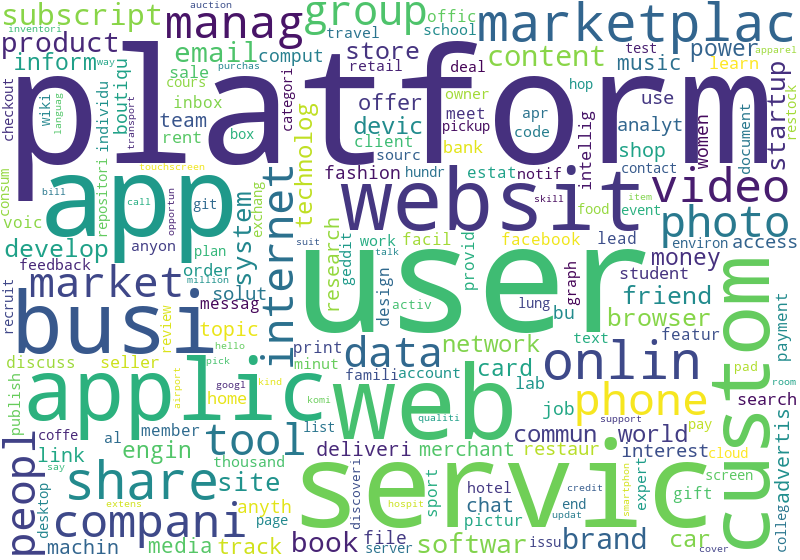 auction
subscript
manag
group
offic
marketplac
inventori
way
travel
school
apparel
product
email
comput
store
content
power
test
inform
sale
retail
deal
music
learn
cours
platform
checkout
wiki
languag
transport
repositori
individu
boutiqu
inbox
categori
offer
hop
use
purchas
owner
team
devic
meet
pickup
apr
code
analyt
startup
restock
rent
box
technolog
client
sourc
bank
intellig
shop
women
document
touchscreen
fashion
hundr
estat
notif
contact
consum
bill
call
opportun
git
exchang
app
internet
websit
skill
item
video
voic
food
event
photo
develop
anyon
plan
system
suit
work
talk
facil
facebook
lead
environ
access
feedback
order
million
solut
research
geddit
design
provid
money
student
market
messag
user
activ
lung
graph
friend
recruit
busi
review
hello
topic
print
minut
bu
text
browser
featur
custom
payment
discuss
seller
pick
data
network
card
onlin
pad
room
publish
applic
airport
googl
kind
home
famili
account
lab
search
web
phone
komi
qualiti
job
pay
support
peopl
coffe
al
member
tool
list
commun
world
cloud
link
engin
deliveri
merchant
restaur
interest
advertis
say
desktop
share
site
thousand
discoveri
servic
sport
hotel
credit
smartphon
expert
screen
colleg
extens
compani
anyth
hospit
pictur
chat
end
updat
gift
machin
media
track
page
book
file
server
softwar
issu
brand
car
cover